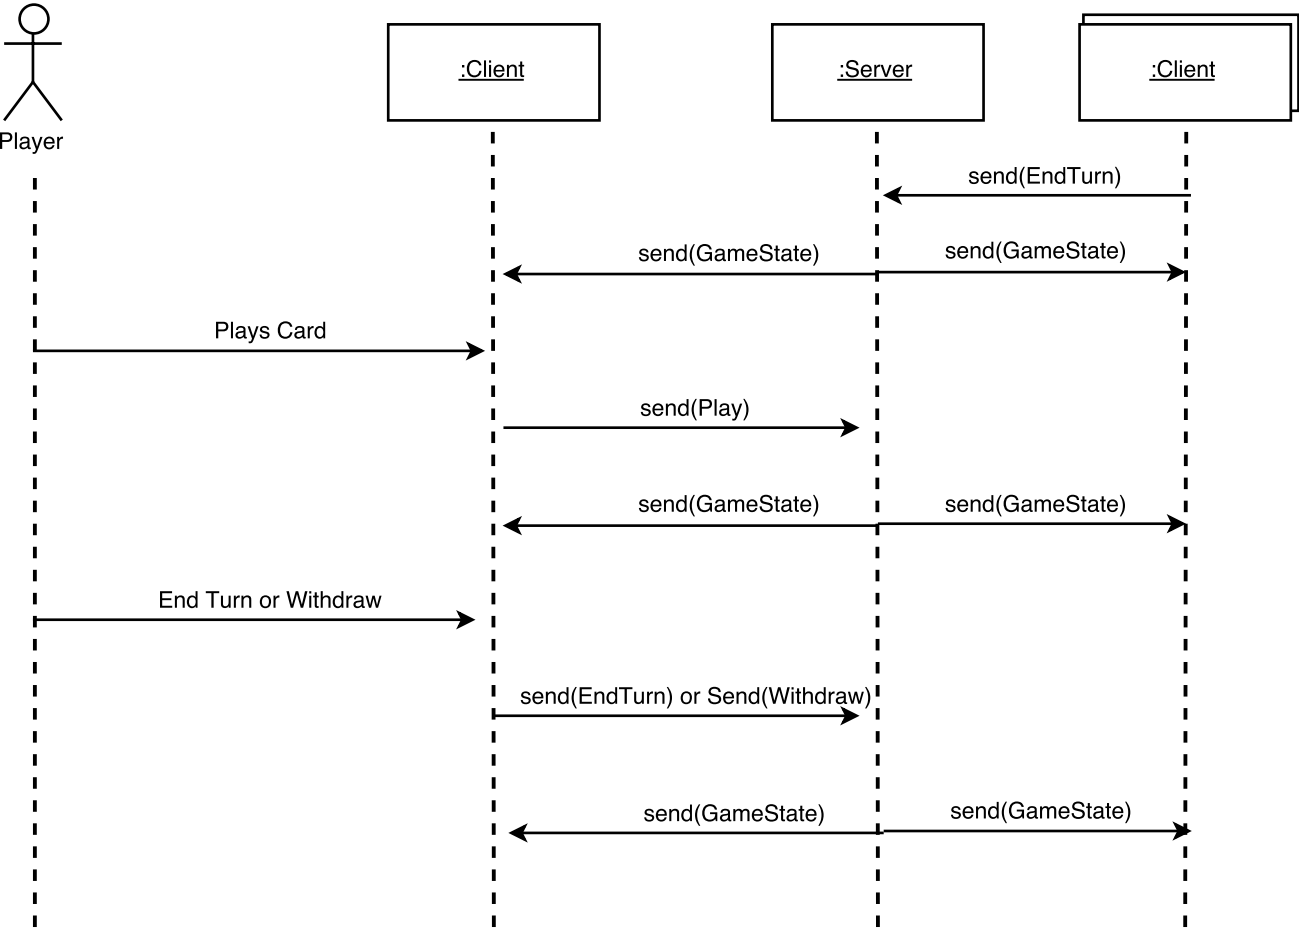 Player
:Client
:Server
:Client
send(EndTurn)
send(GameState)
send(GameState)
Plays Card
send(Play)
send(GameState)
send(GameState)
End Turn or Withdraw
send(EndTurn) or Send(Withdraw)
send(GameState)
send(GameState)